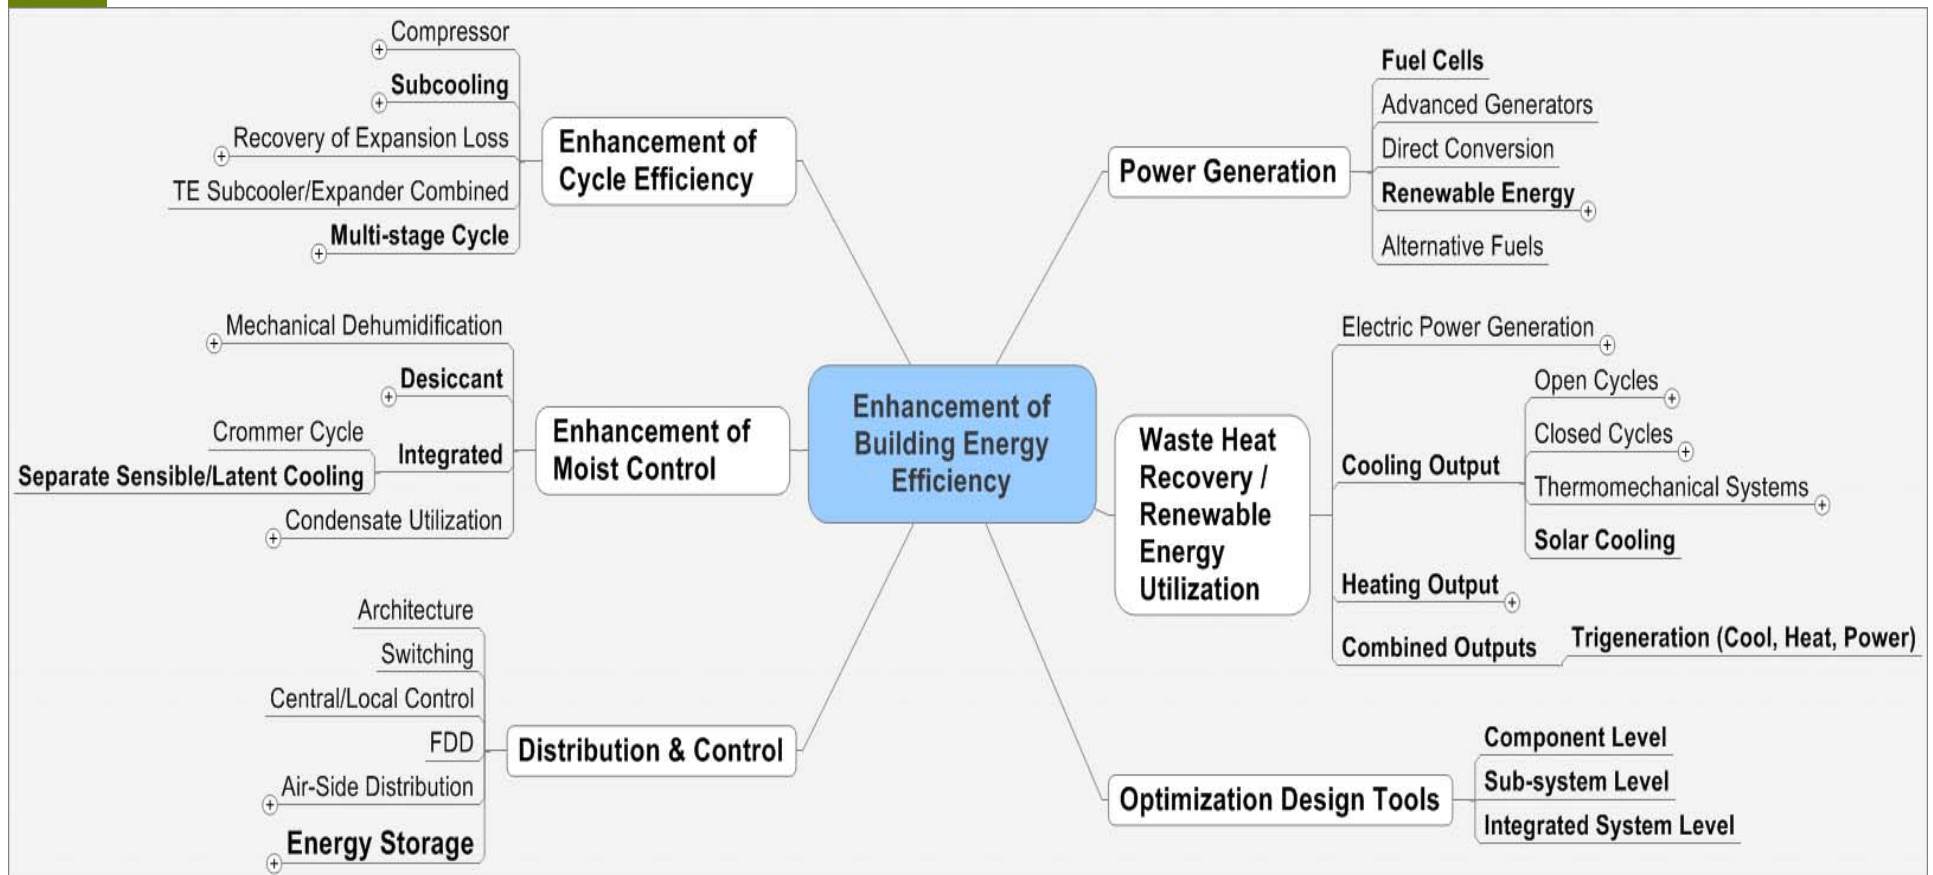 Compressor
Subcooling
Recovery of Expansion Loss
TE Subcooler/Expander Combined
Multi-stage Cycle
Enhancement of
Cycle Efficiency
Mechanical Dehumidification
Desiccant
Crommer Cycle
Integrated
Separate Sensible/Latent Cooling
Condensate Utilization
Enhancement of
Moist Control
Architecture
Switching
Central/Local Control
FDD
Air-Side Distribution
Energy Storage
Distribution & Control
Enhancement of
Building Energy
Efficiency
Power Generation
Fuel Cells
Advanced Generators
Direct Conversion
Renewable Energy
Alternative Fuels
Waste Heat
Recovery /
Renewable
Energy
Utilization
Electric Power Generation
Cooling Output
Open Cycles
Closed Cycles
Thermomechanical Systems
Solar Cooling
Heating Output
Combined Outputs
Trigeneration (Cool, Heat, Power)
Optimization Design Tools
Component Level
Sub-system Level
Integrated System Level